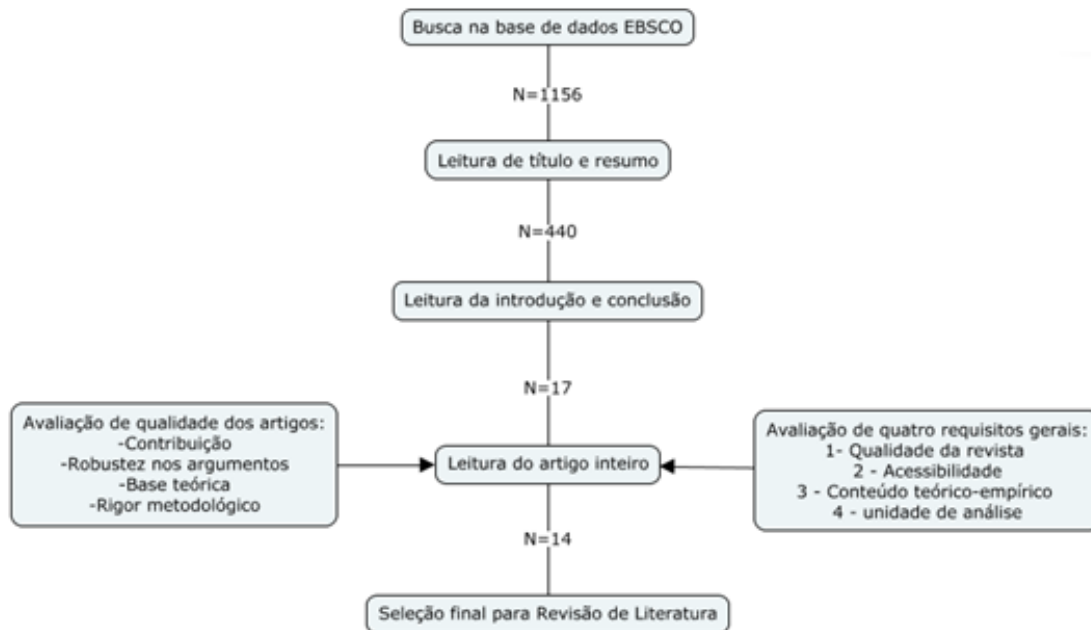 Busca na base de dados EBSCO
N=1156
Leitura de título e resumo
N=440
Leitura da introdução e conclusão
N=17
Avaliação de qualidade dos artigos:
-Contribuição
-Robustez nos argumentos
-Base teórica
-Rigor metodológico
Leitura do artigo inteiro
Avaliação de quatro requisitos gerais:
1- Qualidade da revista
2 - Acessibilidade
3 - Conteúdo teórico-empírico
4 - unidade de análise
N=14
Seleção final para Revisão de Literatura